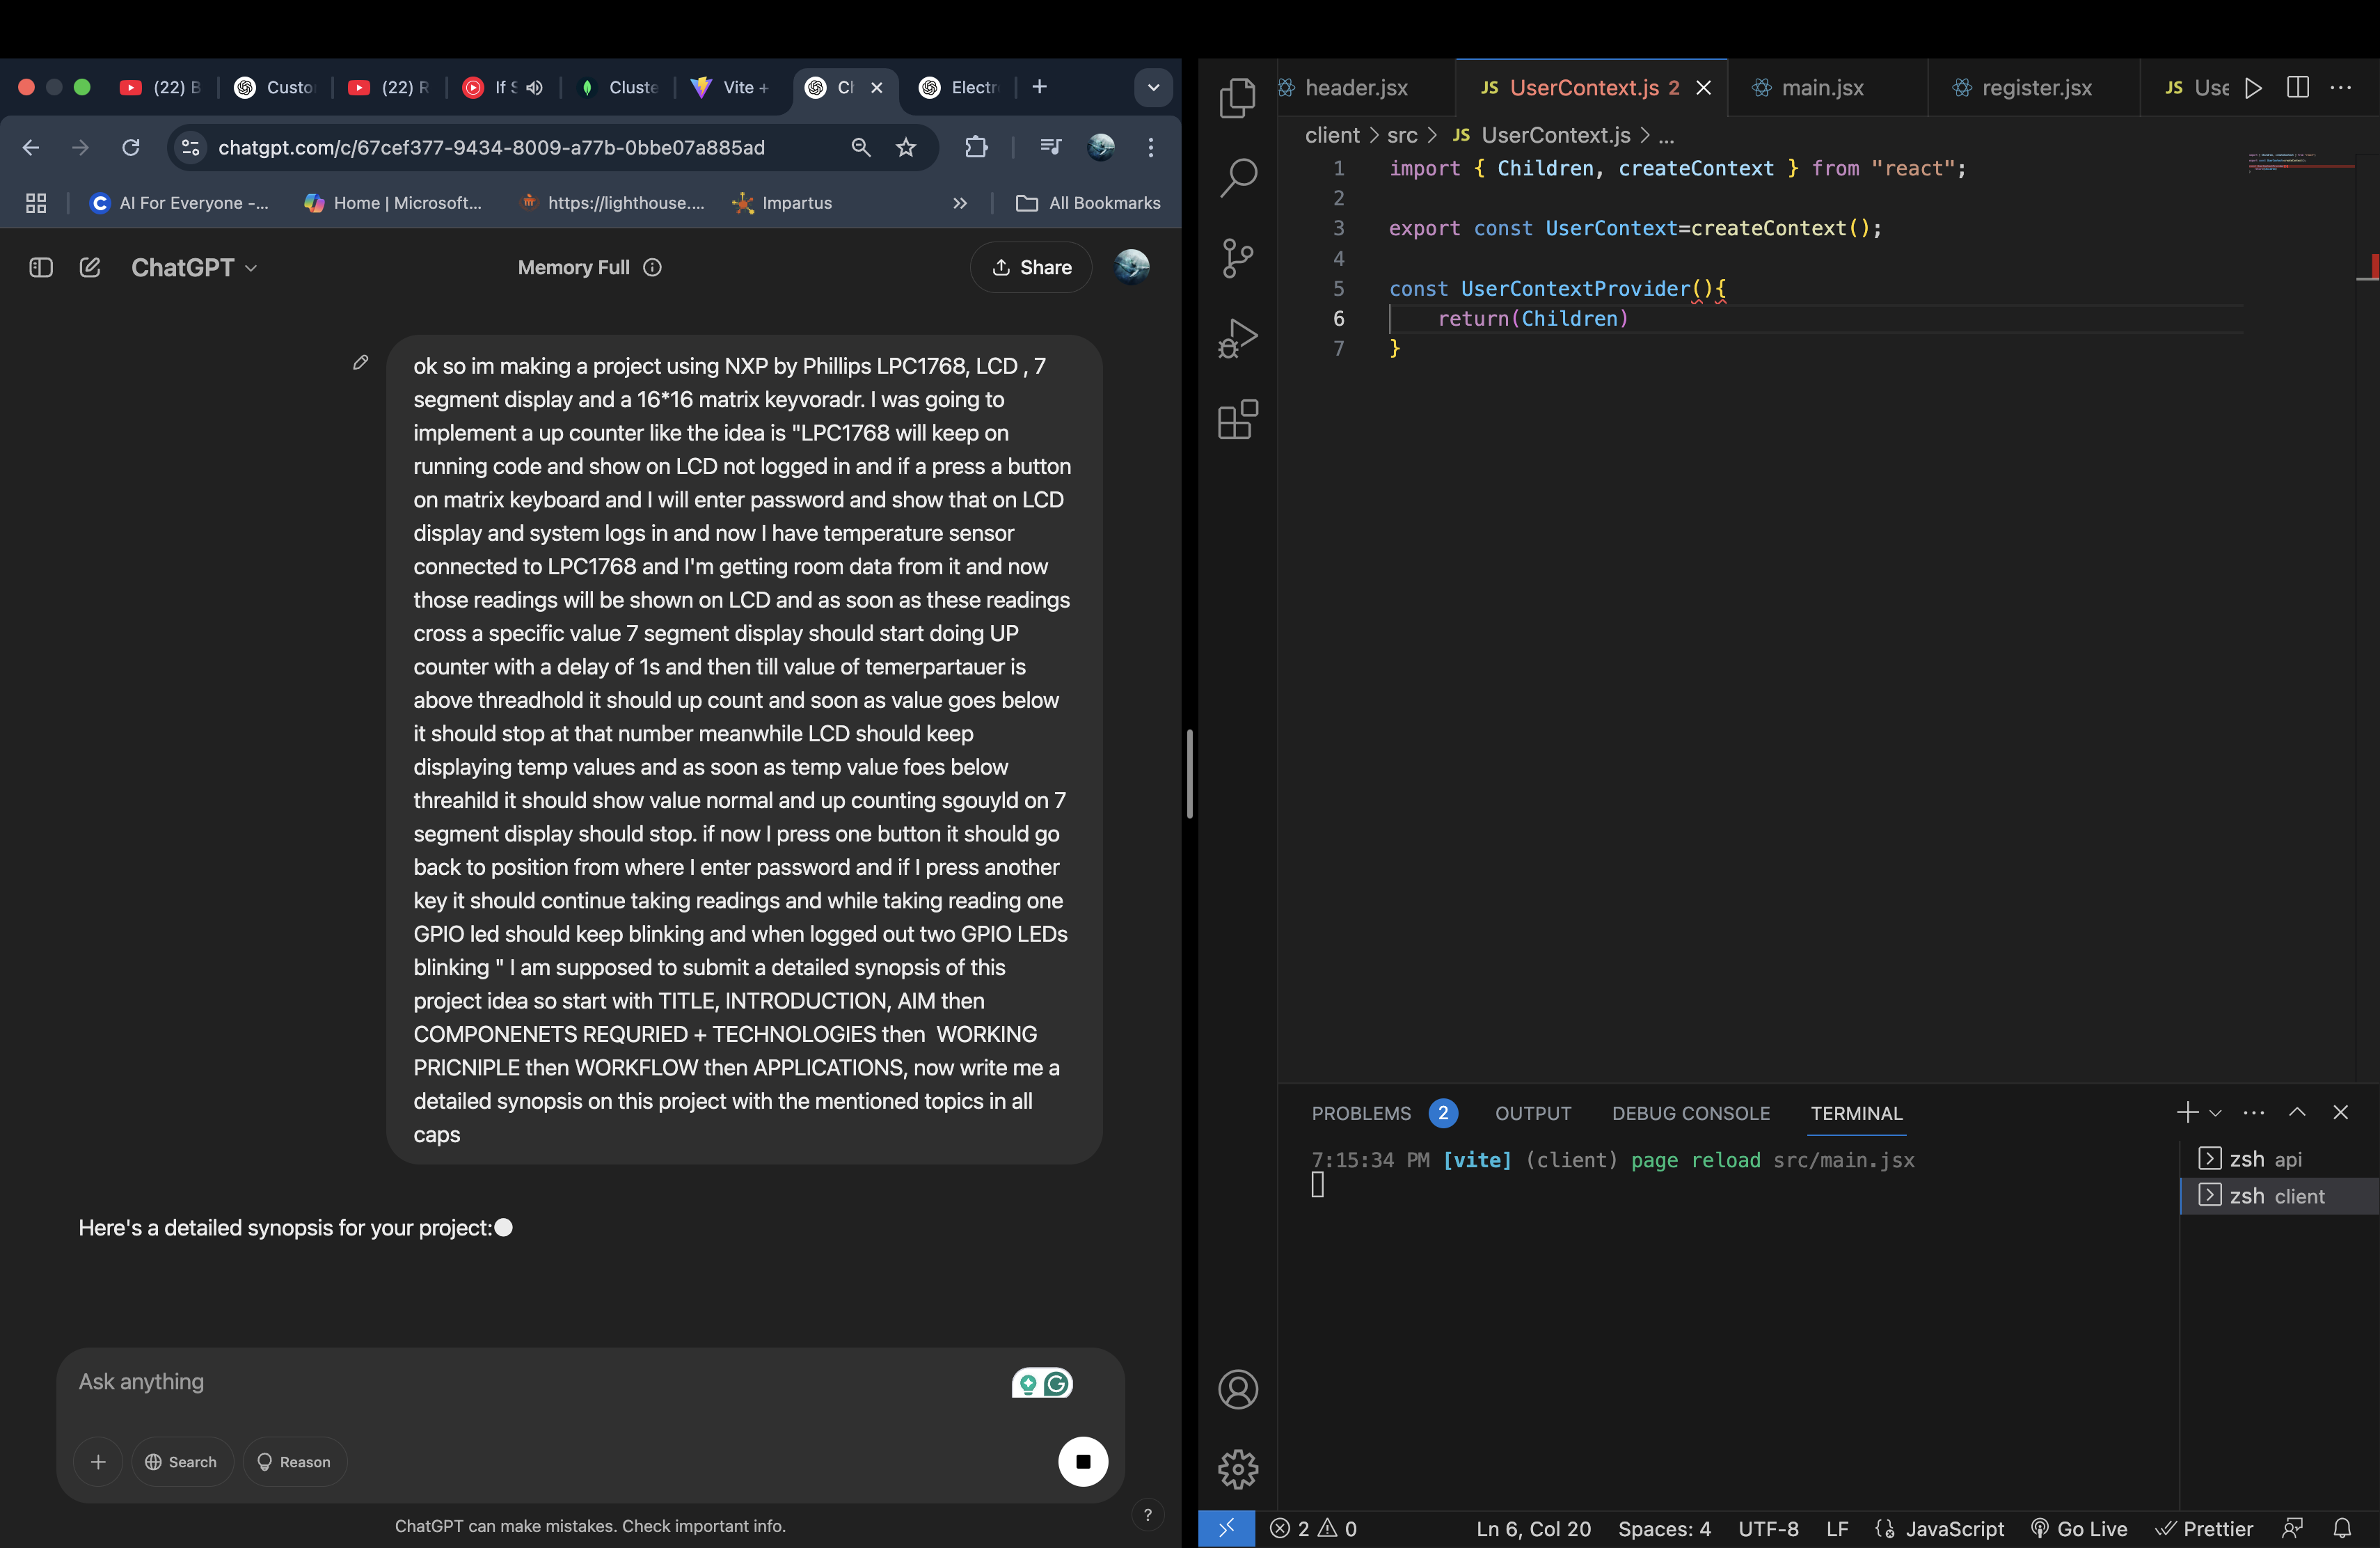 (22) B
Custo
(22) R
If S
Cluste
Vite +
Cl
Electr
chatgpt.com/c/67cef377-9434-8009-a77b-0bbe07a885ad
AI For Everyone -...
Home | Microsoft...
https://lighthouse....
Impartus
All Bookmarks
ChatGPT
Memory Full
Share
ok so im making a project using NXP by Phillips LPC1768, LCD , 7
segment display and a 16*16 matrix keyvoradr. I was going to
implement a up counter like the idea is "LPC1768 will keep on
running code and show on LCD not logged in and if a press a button
on matrix keyboard and I will enter password and show that on LCD
display and system logs in and now I have temperature sensor
connected to LPC1768 and I'm getting room data from it and now
those readings will be shown on LCD and as soon as these readings
cross a specific value 7 segment display should start doing UP
counter with a delay of 1s and then till value of temerpartauer is
above threadhold it should up count and soon as value goes below
it should stop at that number meanwhile LCD should keep
displaying temp values and as soon as temp value foes below
threahild it should show value normal and up counting sgouyld on 7
segment display should stop. if now I press one button it should go
back to position from where I enter password and if I press another
key it should continue taking readings and while taking reading one
GPIO led should keep blinking and when logged out two GPIO LEDs
blinking " I am supposed to submit a detailed synopsis of this
project idea so start with TITLE, INTRODUCTION, AIM then
COMPONENETS REQURIED + TECHNOLOGIES then  WORKING
PRICNIPLE then WORKFLOW then APPLICATIONS, now write me a
detailed synopsis on this project with the mentioned topics in all
caps
Here's a detailed synopsis for your project:
Ask anything
Search
Reason
ChatGPT can make mistakes. Check important info.
?
header.jsx
JS UserContext.js 2
main.jsx
register.jsx
JS Use
client > src > JS UserContext.js > ...
1 import { Children, createContext } from "react";
2
3 export const UserContext=createContext();
4
5 const UserContextProvider(){
6 return(Children)
7 }
PROBLEMS 2 OUTPUT DEBUG CONSOLE TERMINAL
7:15:34 PM [vite] (client) page reload src/main.jsx
zsh api
zsh client
2 0 Ln 6, Col 20 Spaces: 4 UTF-8 LF JavaScript Go Live Prettier